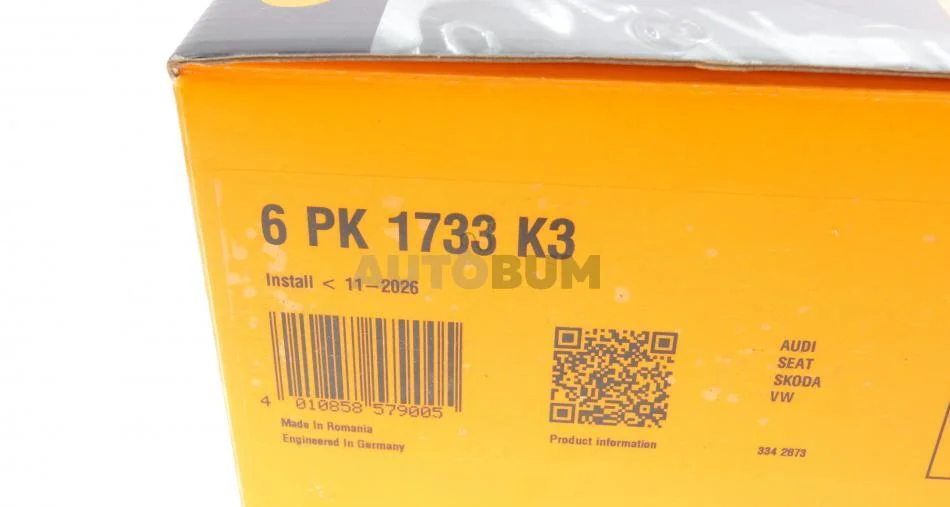 6 PK 1733 K3
AUTOBUM
Install < 11-2026
4 010858 579005
Made In Romania
Engineered In Germany
Product information
AUDI
SEAT
SKODA
VW
334 2873